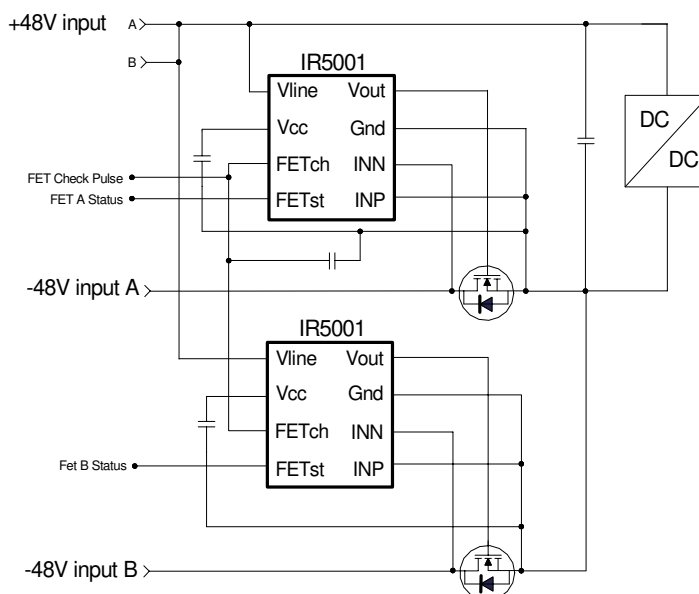 +48V input A
B
IR5001
Vline Vout
Vcc Gnd
FETch INN
FETst INP
FET Check Pulse
FET A Status
DC
DC
-48V input A
IR5001
Vline Vout
Vcc Gnd
FETch INN
FETst INP
Fet B Status
-48V input B